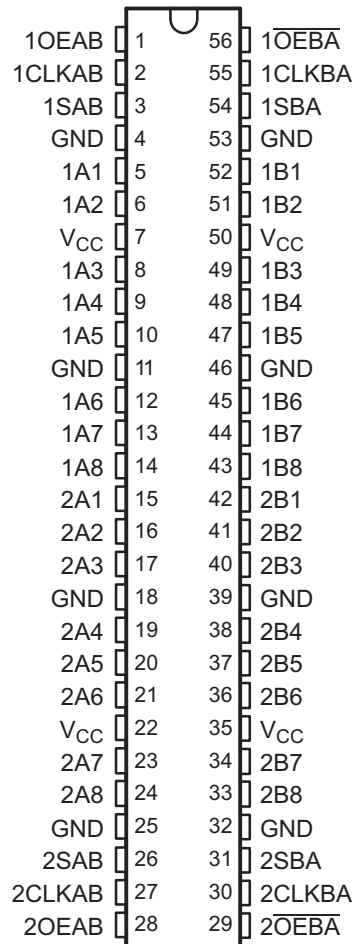 1OEAB 1 56 1O̅E̅B̅A̅
1CLKAB 2 55 1CLKBA
1SAB 3 54 1SBA
GND 4 53 GND
1A1 5 52 1B1
1A2 6 51 1B2
VCC 7 50 VCC
1A3 8 49 1B3
1A4 9 48 1B4
1A5 10 47 1B5
GND 11 46 GND
1A6 12 45 1B6
1A7 13 44 1B7
1A8 14 43 1B8
2A1 15 42 2B1
2A2 16 41 2B2
2A3 17 40 2B3
GND 18 39 GND
2A4 19 38 2B4
2A5 20 37 2B5
2A6 21 36 2B6
VCC 22 35 VCC
2A7 23 34 2B7
2A8 24 33 2B8
GND 25 32 GND
2SAB 26 31 2SBA
2CLKAB 27 30 2CLKBA
2OEAB 28 29 2O̅E̅B̅A̅